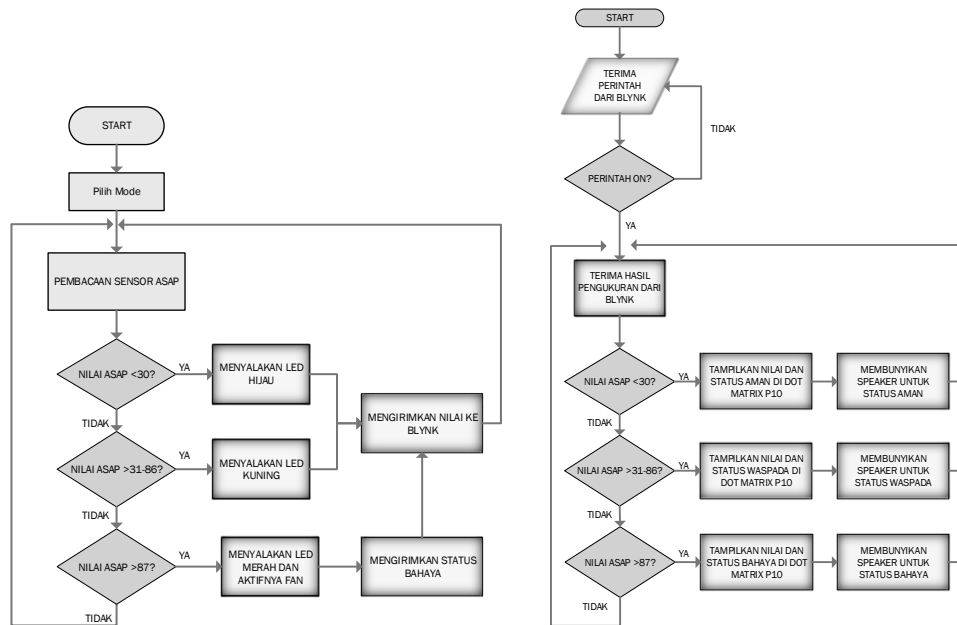 START
Pilih Mode
PEMBACAAN SENSOR ASAP
NILAI ASAP <30?
YA
MENYALAKAN LED
HIJAU
TIDAK
NILAI ASAP >31-86?
YA
MENYALAKAN LED
KUNING
MENGIRIMKAN NILAI KE
BLYNK
TIDAK
NILAI ASAP >87?
YA
MENYALAKAN LED
MERAH DAN
AKTIFNYA FAN
MENGIRIMKAN STATUS
BAHAYA
TIDAK
START
TERIMA
PERINTAH
DARI BLYNK
TIDAK
PERINTAH ON?
YA
TERIMA HASIL
PENGUKURAN DARI
BLYNK
NILAI ASAP <30?
YA
TAMPILKAN NILAI DAN
STATUS AMAN DI DOT
MATRIX P10
MEMBUNYIKAN
SPEAKER UNTUK
STATUS AMAN
TIDAK
NILAI ASAP >31-86?
YA
TAMPILKAN NILAI DAN
STATUS WASPADA DI
DOT MATRIX P10
MEMBUNYIKAN
SPEAKER UNTUK
STATUS WASPADA
TIDAK
NILAI ASAP >87?
YA
TAMPILKAN NILAI DAN
STATUS BAHAYA DI DOT
MATRIX P10
MEMBUNYIKAN
SPEAKER UNTUK
STATUS BAHAYA
TIDAK